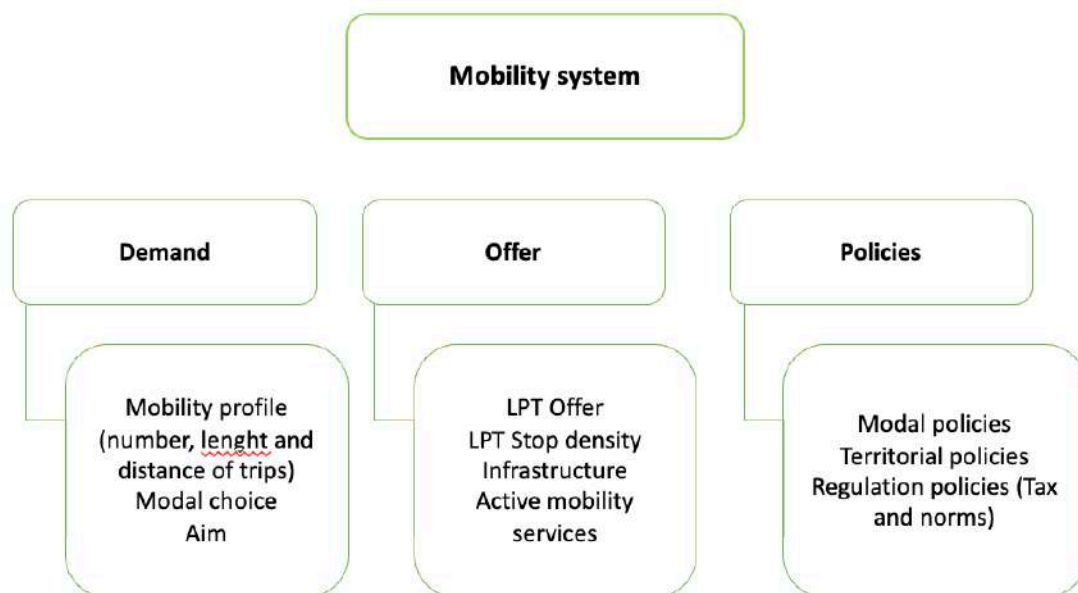 Mobility system
Demand
Offer
Policies
Mobility profile
(number, lenght and
distance of trips)
Modal choice
Aim
LPT Offer
LPT Stop density
Infrastructure
Active mobility
services
Modal policies
Territorial policies
Regulation policies (Tax
and norms)